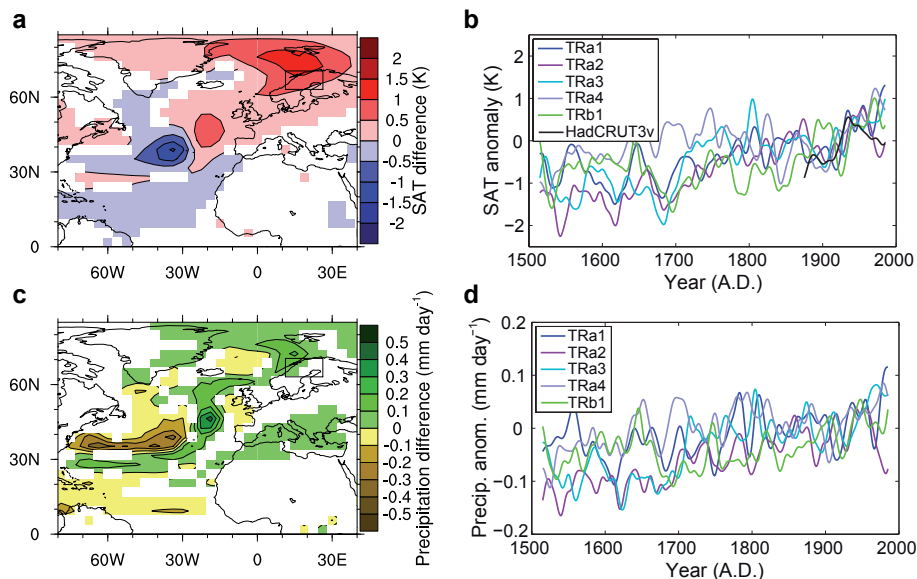 a
60N
30N
0
60W
30W
0
30E
2
1.5
1
0.5
0
-0.5
-1
-1.5
-2
SAT difference (K)
b
2
1
0
−1
−2
SAT anomaly (K)
TRa1
TRa2
TRa3
TRa4
TRb1
HadCRUT3v
1500 1600 1700 1800 1900 2000
Year (A.D.)
c
60N
30N
0
60W
30W
0
30E
0.5
0.4
0.3
0.2
0.1
-0.1
-0.2
-0.3
-0.4
-0.5
Precipitation difference (mm day-1)
d
0.2
0.1
0
−0.1
−0.2
Precip. anom. (mm day−1)
TRa1
TRa2
TRa3
TRa4
TRb1
1500 1600 1700 1800 1900 2000
Year (A.D.)